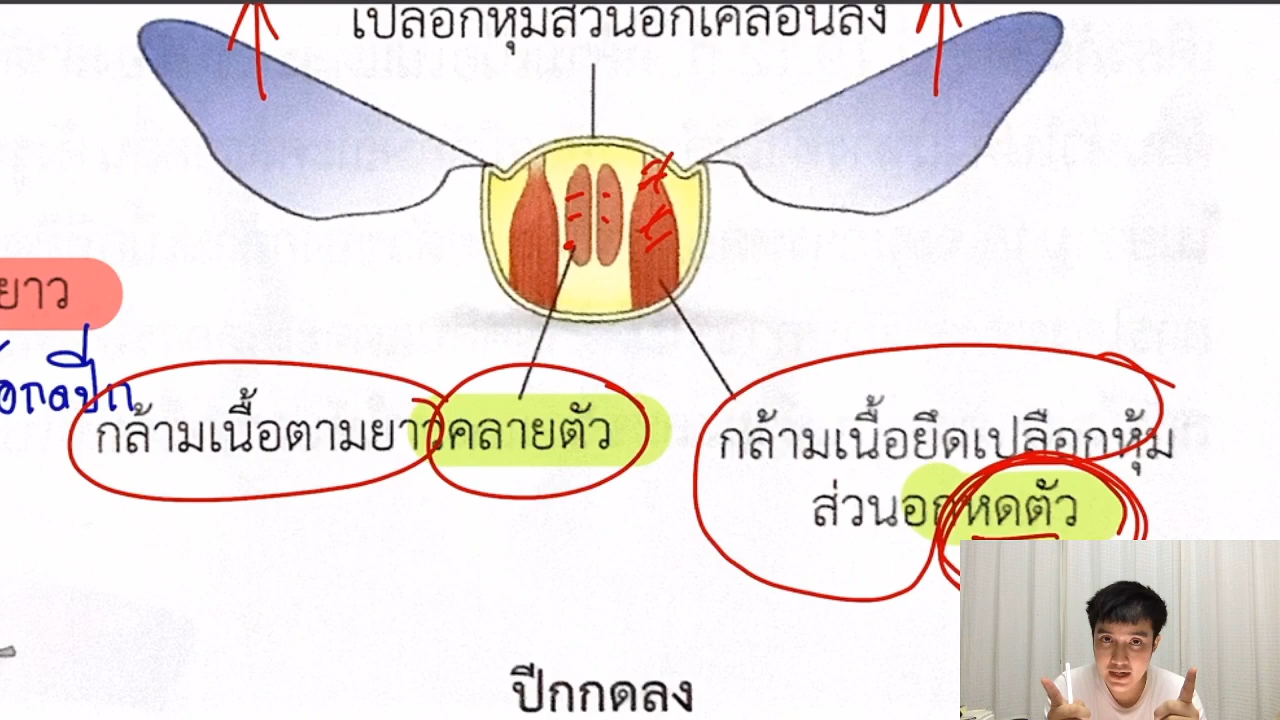 เปลือกหุ้มส่วนอกเคลื่อนลง
ยาว
กล้ามเนื้อตามยาวคลายตัว
กล้ามเนื้อยึดเปลือกหุ้ม
ส่วนอกหดตัว
ปีกกดลง